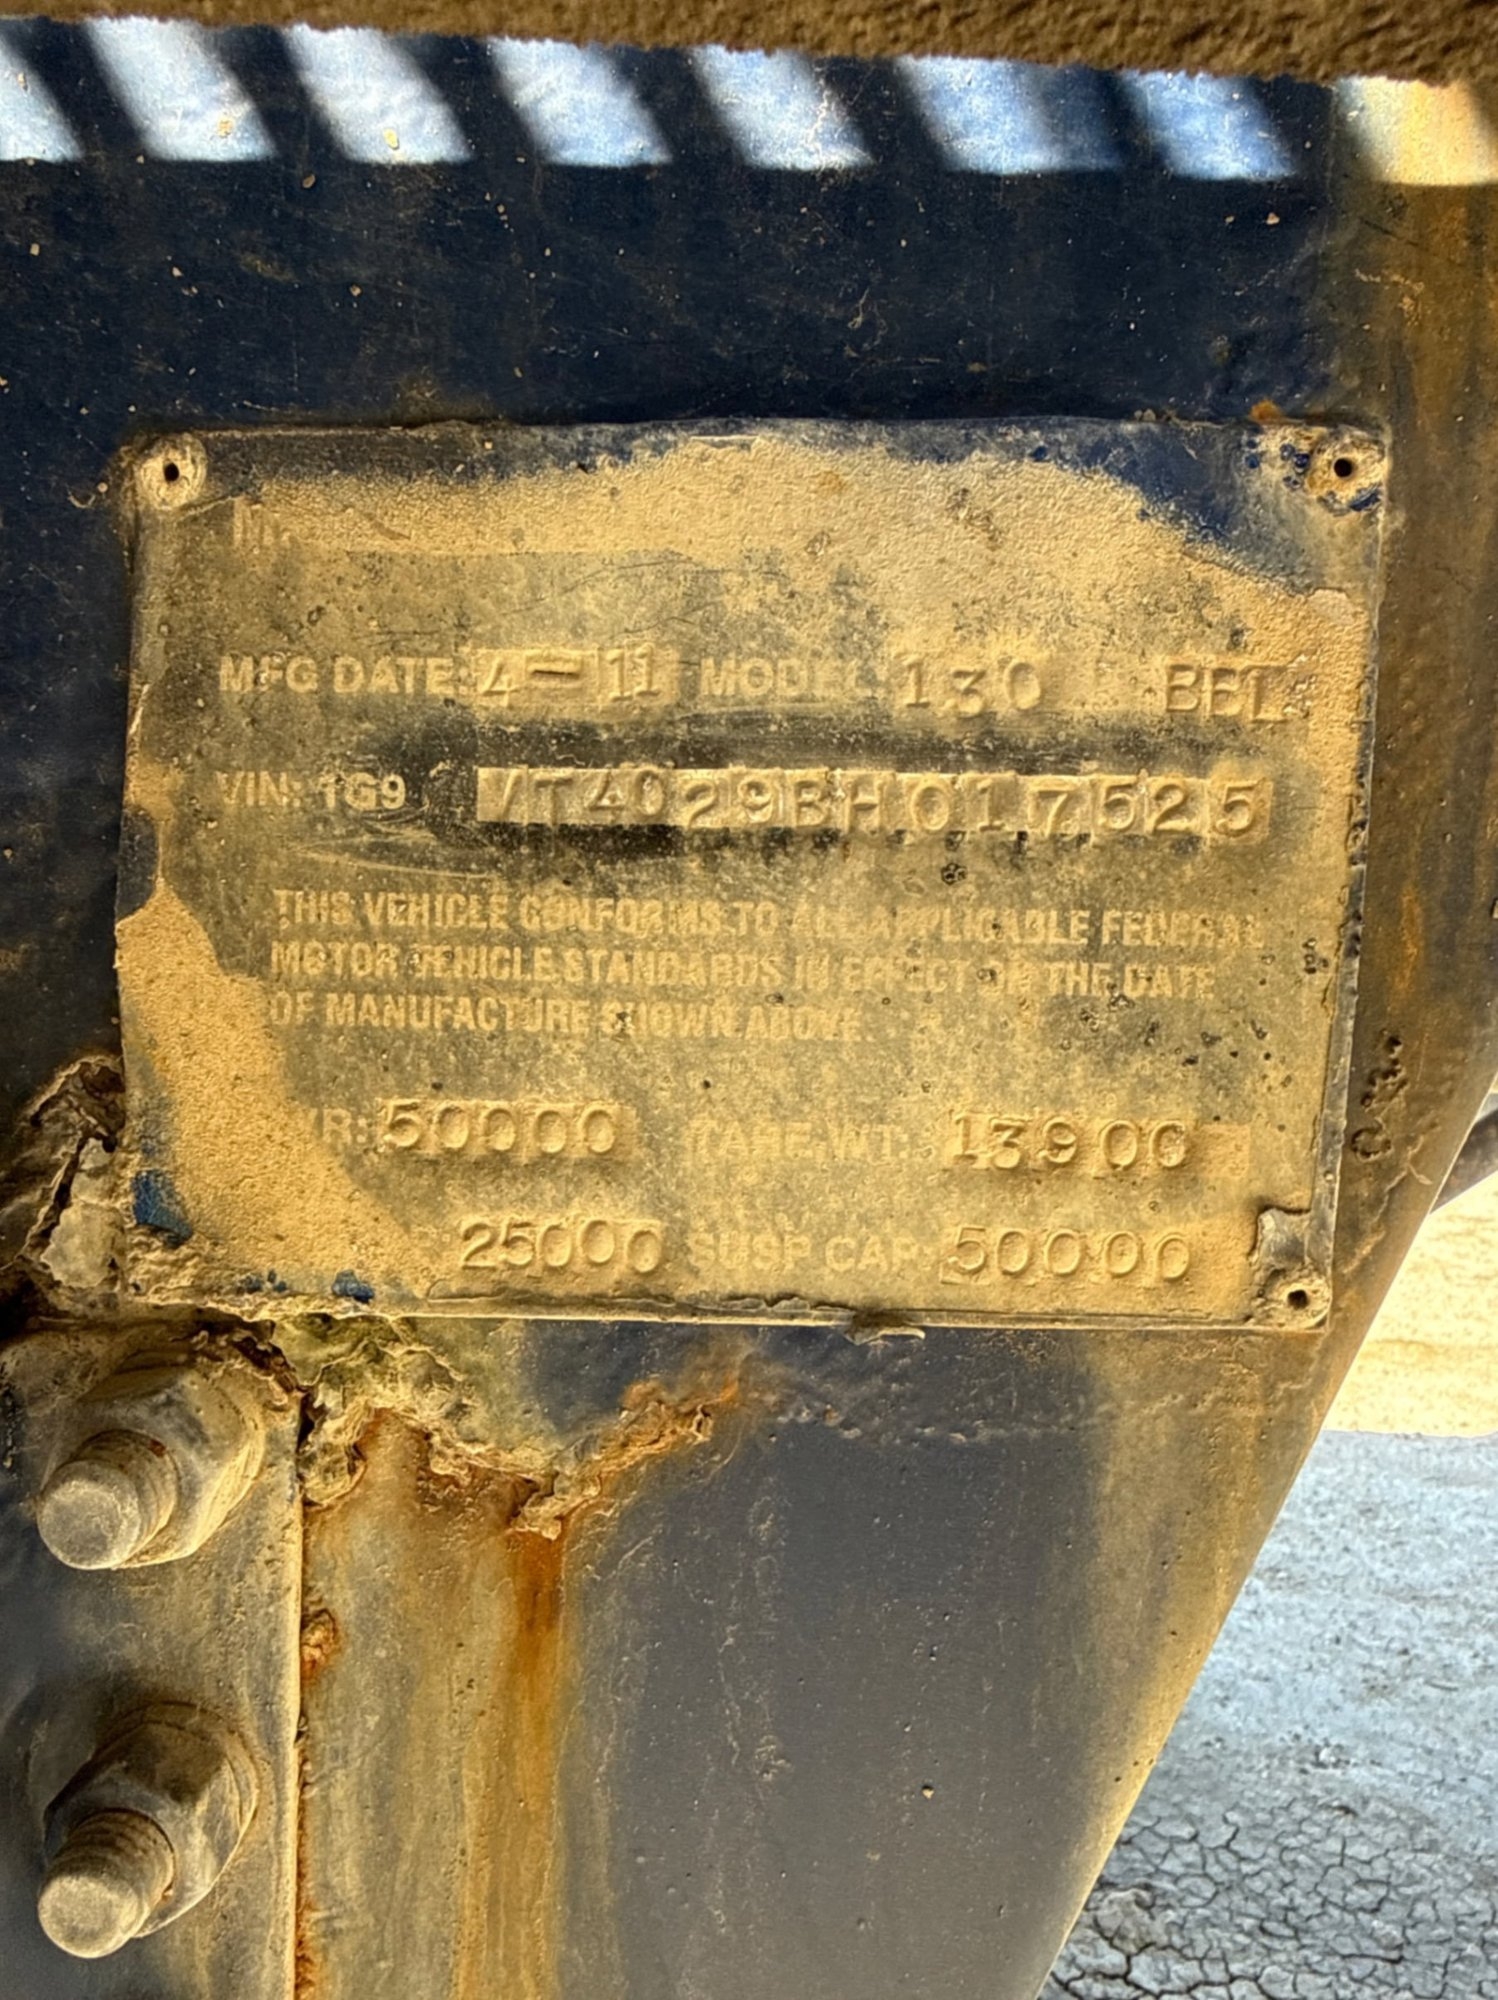 MFG DATE: 4-11 MODEL: 130 BBL
VIN: 1G9 VT4029BH017525
THIS VEHICLE CONFORMS TO ALL APPLICABLE FEDERAL
MOTOR VEHICLE STANDARDS IN EFFECT ON THE DATE
OF MANUFACTURE SHOWN ABOVE.
50000 TARE WT: 13900
25000 SUSP CAP: 50000